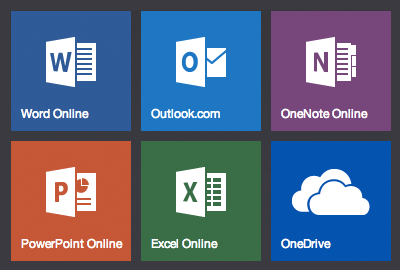 W
O
N
Word Online
Outlook.com
OneNote Online
P
X
PowerPoint Online
Excel Online
OneDrive